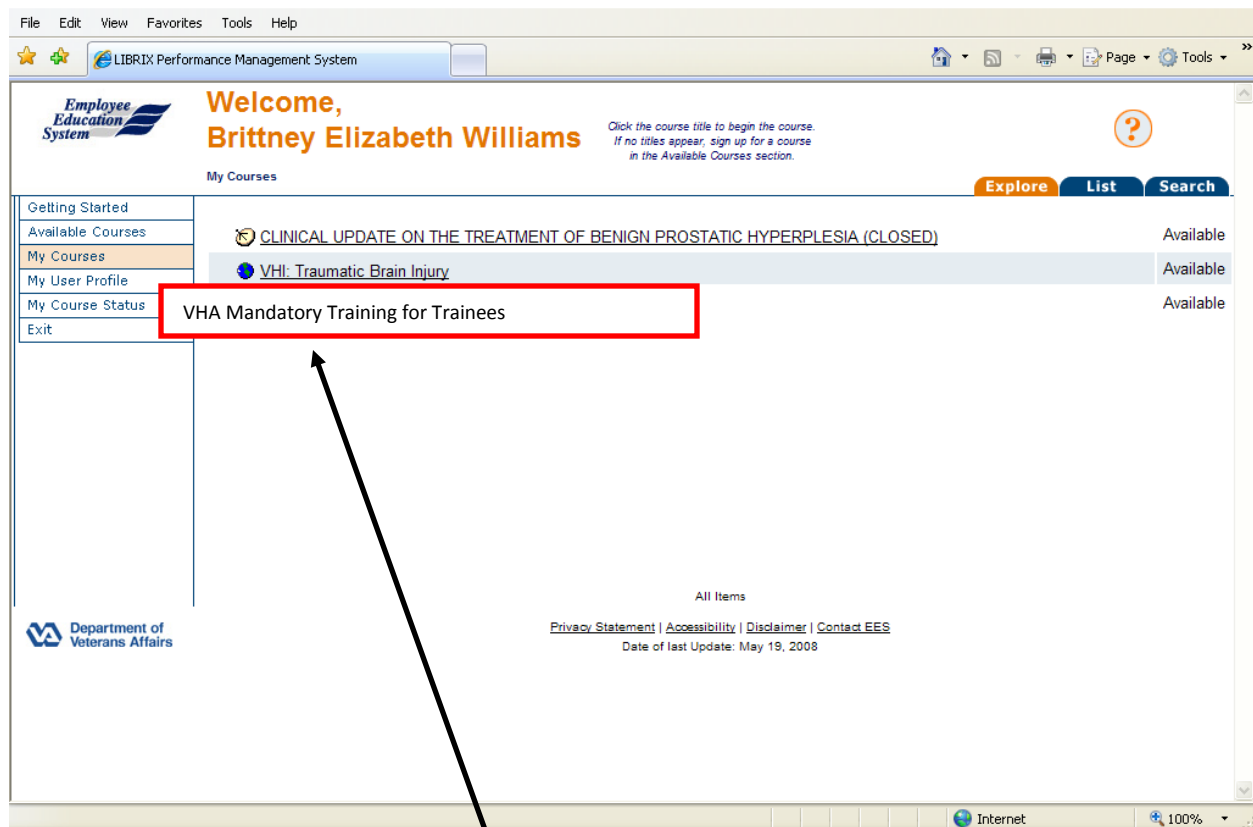 File Edit View Favorites Tools Help
LIBRIX Performance Management System
Page Tools
Employee
Education
System
Welcome,
Brittney Elizabeth Williams
Click the course title to begin the course.
If no titles appear, sign up for a course
in the Available Courses section.
?
My Courses
Explore List Search
Getting Started
Available Courses
My Courses
My User Profile
My Course Status
Exit
CLINICAL UPDATE ON THE TREATMENT OF BENIGN PROSTATIC HYPERPLESIA (CLOSED) Available
VHI: Traumatic Brain Injury Available
VHA Mandatory Training for Trainees Available
All Items
Department of
Veterans Affairs
Privacy Statement | Accessibility | Disclaimer | Contact EES
Date of last Update: May 19, 2008
Internet 100%